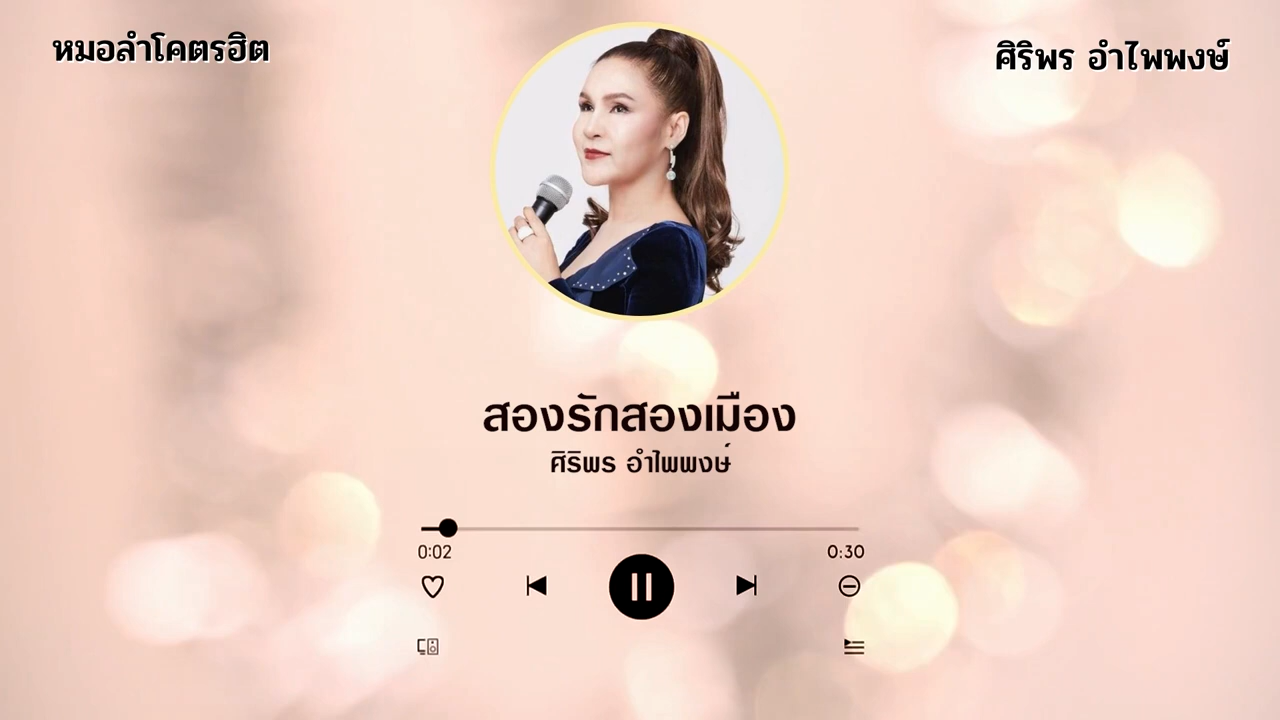 หมอลำโคตรฮิต
ศิริพร อำไพพงษ์
สองรักสองเมือง
ศิริพร อำไพพงษ์
0:02
0:30